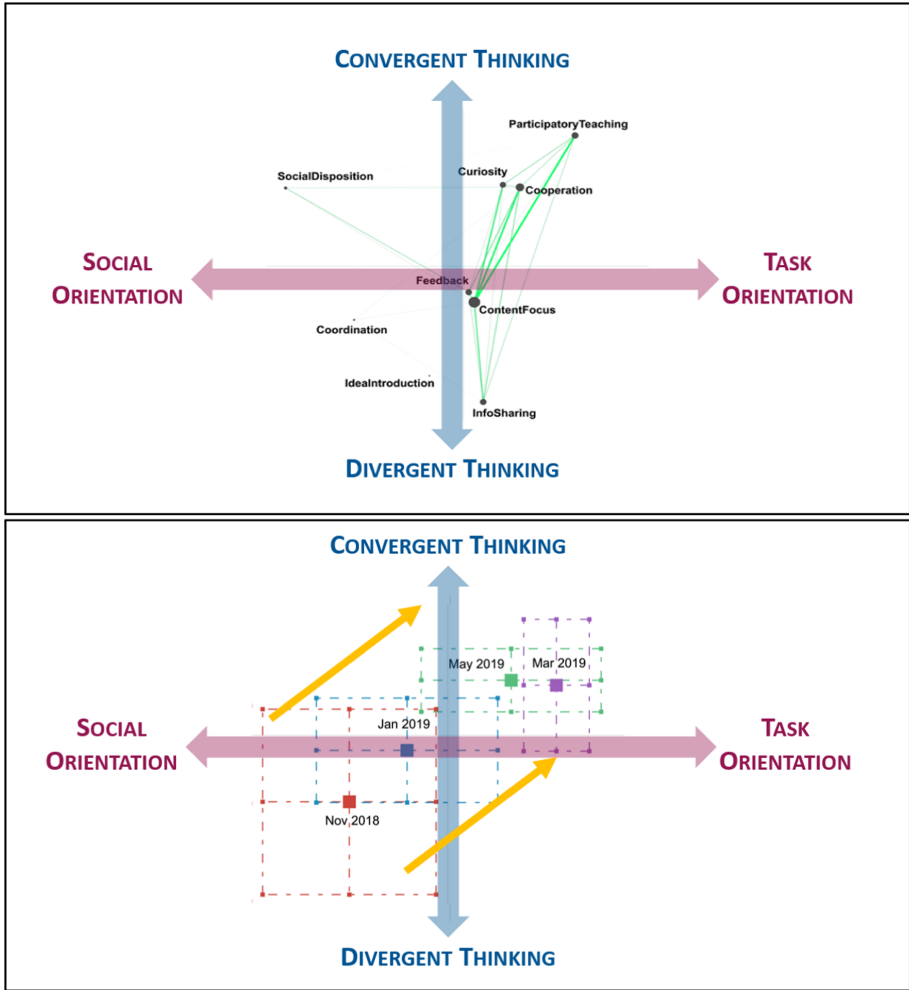 CONVERGENT THINKING
ParticipatoryTeaching
Curiosity
SocialDisposition
Cooperation
SOCIAL
ORIENTATION
TASK
ORIENTATION
Feedback
ContentFocus
Coordination
IdeaIntroduction
InfoSharing
DIVERGENT THINKING
CONVERGENT THINKING
May 2019
Mar 2019
Jan 2019
SOCIAL
ORIENTATION
TASK
ORIENTATION
Nov 2018
DIVERGENT THINKING